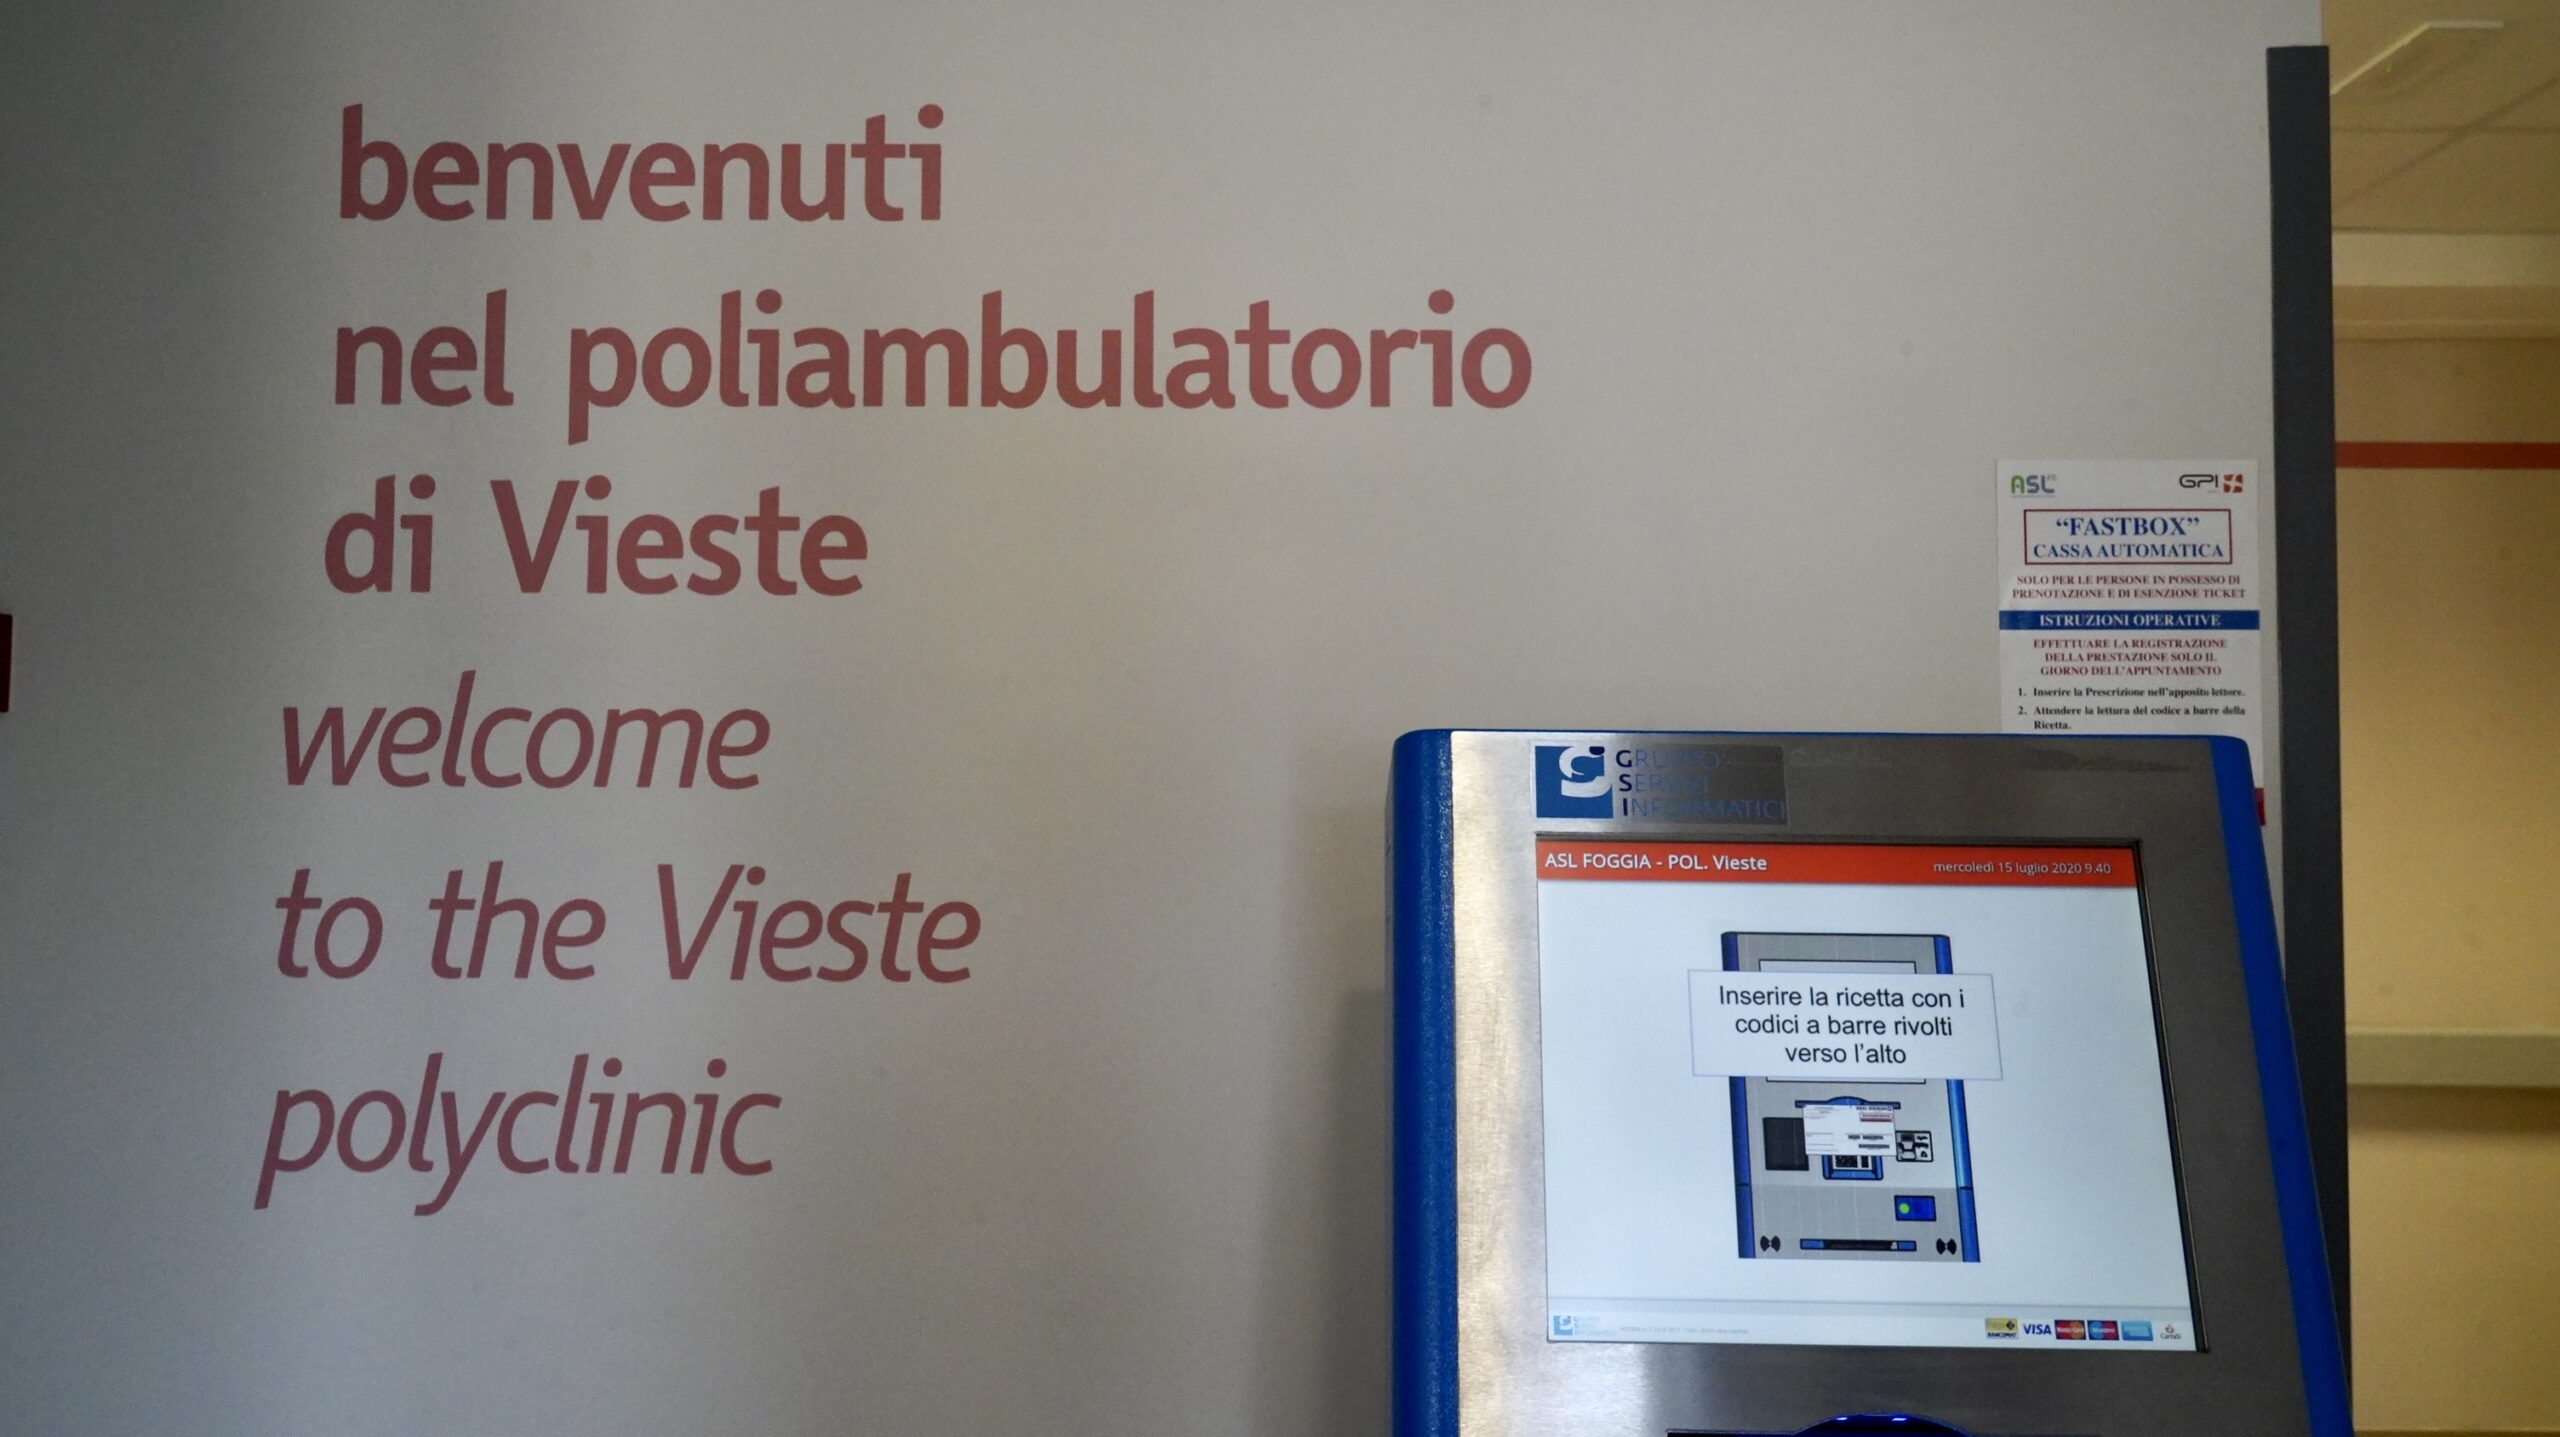 benvenuti
nel poliambulatorio
di Vieste
welcome
to the Vieste
polyclinic
ASL
GPI
“FASTBOX”
CASSA AUTOMATICA
SOLO PER LE PERSONE IN POSSESSO DI
PRENOTAZIONE E DI ESENZIONE TICKET
ISTRUZIONI OPERATIVE
EFFETTUARE LA REGISTRAZIONE
DELLA PRESTAZIONE SOLO IL
GIORNO DELL'APPUNTAMENTO
1. Inserire la Prescrizione nell'apposito lettore.
2. Attendere la lettura del codice a barre della
Ricetta.
GRUPPO
SERVIZI
INFORMATICI
ASL FOGGIA - POL. Vieste
mercoledì 15 luglio 2020 9.40
Inserire la ricetta con i
codici a barre rivolti
verso l'alto
BANCOMAT VISA MasterCard Maestro CartaSi